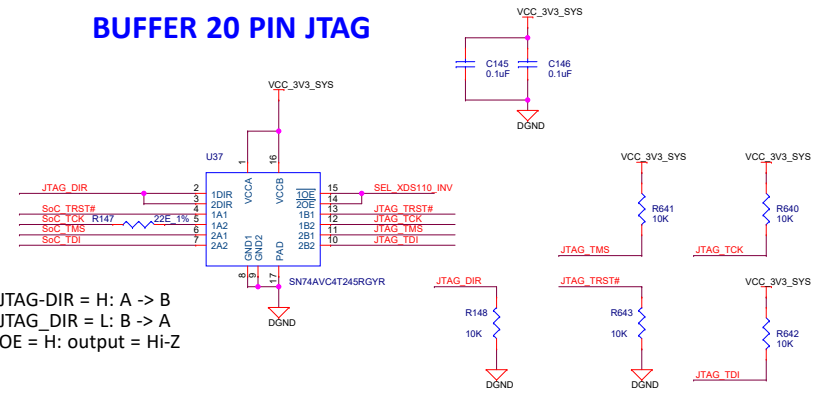 BUFFER 20 PIN JTAG
VCC_3V3_SYS
C145
0.1uF
C146
0.1uF
DGND
VCC_3V3_SYS
U37
1
16
VCCA
VCCB
JTAG_DIR
2
1DIR
3
2DIR
SoC_TRST#
4
1A1
SoC_TCK
R147
22E_1%
5
1A2
SoC_TMS
6
2A1
SoC_TDI
7
2A2
1OE
15
SEL_XDS110_INV
2OE
14
1B1
13
JTAG_TRST#
1B2
12
JTAG_TCK
2B1
11
JTAG_TMS
2B2
10
JTAG_TDI
GND1
GND2
PAD
8
9
17
SN74AVC4T245RGYR
DGND
JTAG-DIR = H: A -> B
JTAG_DIR = L: B -> A
OE = H: output = Hi-Z
VCC_3V3_SYS
R641
10K
JTAG_TMS
VCC_3V3_SYS
R640
10K
JTAG_TCK
JTAG_DIR
R148
10K
DGND
JTAG_TRST#
R643
10K
DGND
VCC_3V3_SYS
R642
10K
JTAG_TDI